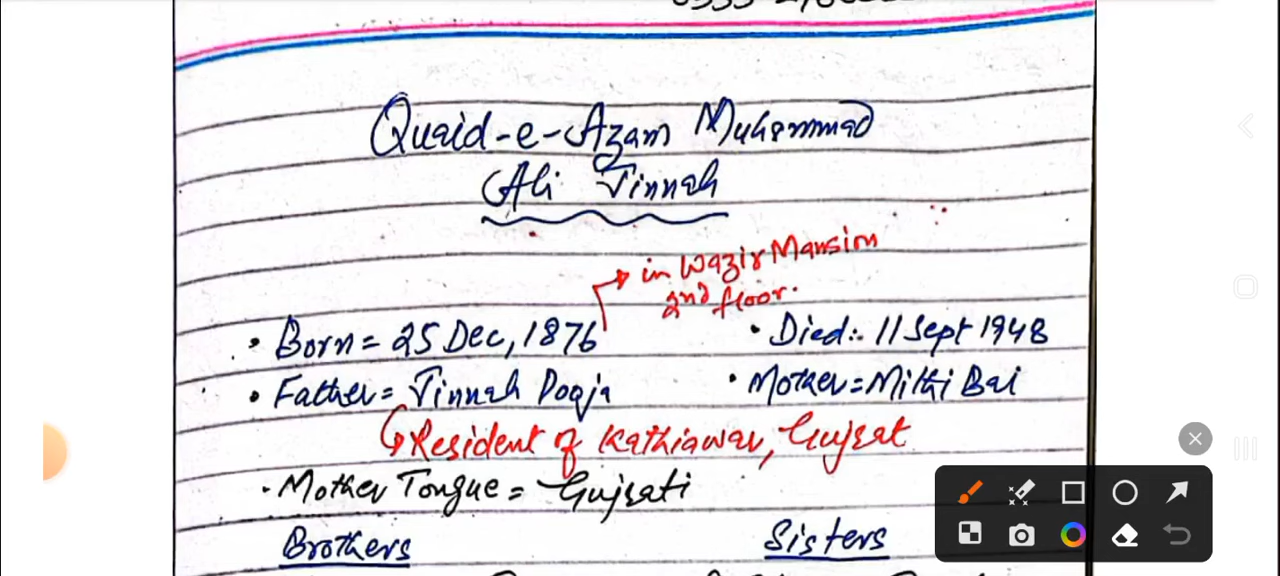 Quaid-e-Azam Muhammad
Ali Jinnah
→ in Wazir Mansion
2nd floor.
• Born = 25 Dec, 1876
• Died:- 11 Sept 1948
• Father = Jinnah Pooja
• Mother = Mithi Bai
Resident of Kathiawar, Gujrat
• Mother Tongue = Gujrati
Brothers
Sisters